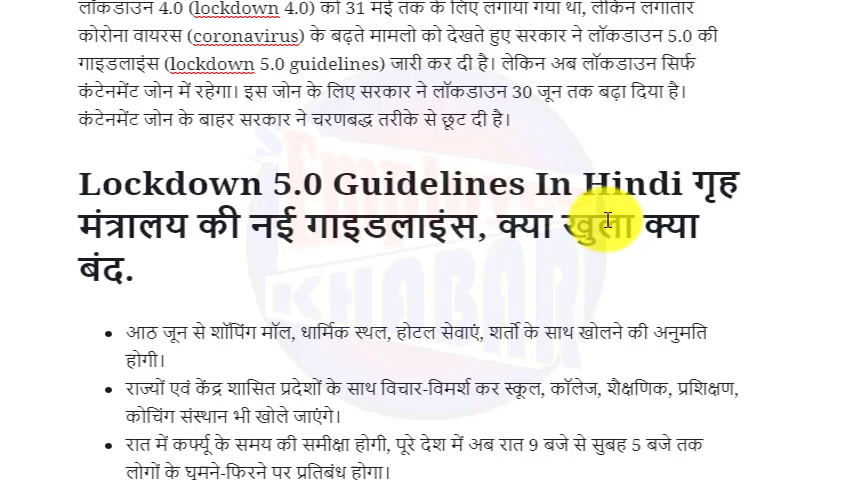 लॉकडाउन 4.0 (lockdown 4.0) को 31 मई तक के लिए लगाया गया था, लेकिन लगातार
कोरोना वायरस (coronavirus) के बढ़ते मामलो को देखते हुए सरकार ने लॉकडाउन 5.0 की
गाइडलाइंस (lockdown 5.0 guidelines) जारी कर दी है। लेकिन अब लॉकडाउन सिर्फ
कंटेनमेंट जोन में रहेगा। इस जोन के लिए सरकार ने लॉकडाउन 30 जून तक बढ़ा दिया है।
कंटेनमेंट जोन के बाहर सरकार ने चरणबद्ध तरीके से छूट दी है।
Lockdown 5.0 Guidelines In Hindi गृह
मंत्रालय की नई गाइडलाइंस, क्या खुला क्या
बंद.
• आठ जून से शॉपिंग मॉल, धार्मिक स्थल, होटल सेवाएं, शर्तो के साथ खोलने की अनुमति
होगी।
• राज्यों एवं केंद्र शासित प्रदेशों के साथ विचार-विमर्श कर स्कूल, कॉलेज, शैक्षणिक, प्रशिक्षण,
कोचिंग संस्थान भी खोले जाएंगे।
• रात में कर्फ्यू के समय की समीक्षा होगी, पूरे देश में अब रात 9 बजे से सुबह 5 बजे तक
लोगों के घूमने-फिरने पर प्रतिबंध होगा।
Employee
KHABAR